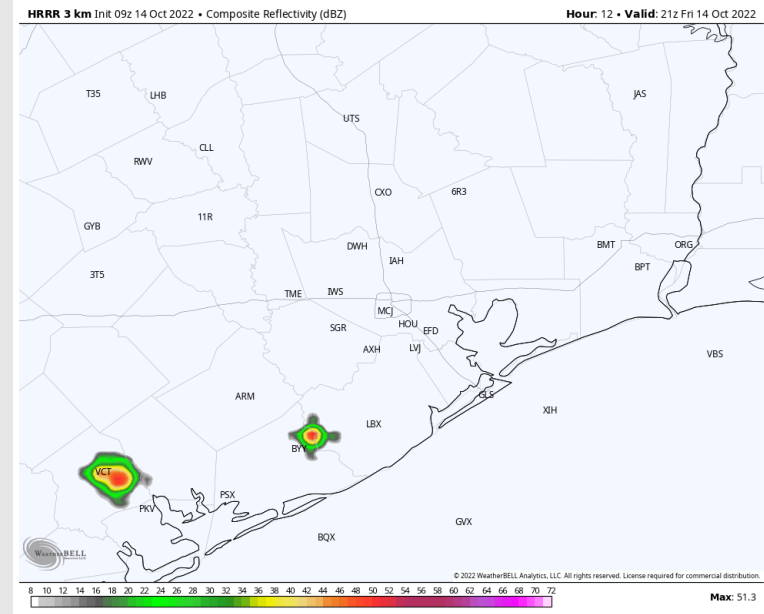 HRRR 3 km Init 09z 14 Oct 2022 • Composite Reflectivity (dBZ) Hour: 12 • Valid: 21z Fri 14 Oct 2022
T35 LHB JAS
UTS
CLL
RWV
CXO 6R3
11R
GYB
DWH BMT ORG
IAH
BPT
3T5
TME IWS
MCJ
HOU
SGR EFD
AXH LVJ
VBS
ARM GLS
XIH
LBX
BYY
VCT
PSX
PKV
GVX
BQX
WEATHERBELL
© 2022 WeatherBELL Analytics, LLC. All rights reserved. License required for commercial distribution.
8 10 12 14 16 18 20 22 24 26 28 30 32 34 36 38 40 42 44 46 48 50 52 54 56 58 60 62 64 66 68 70 72
Max: 51.3